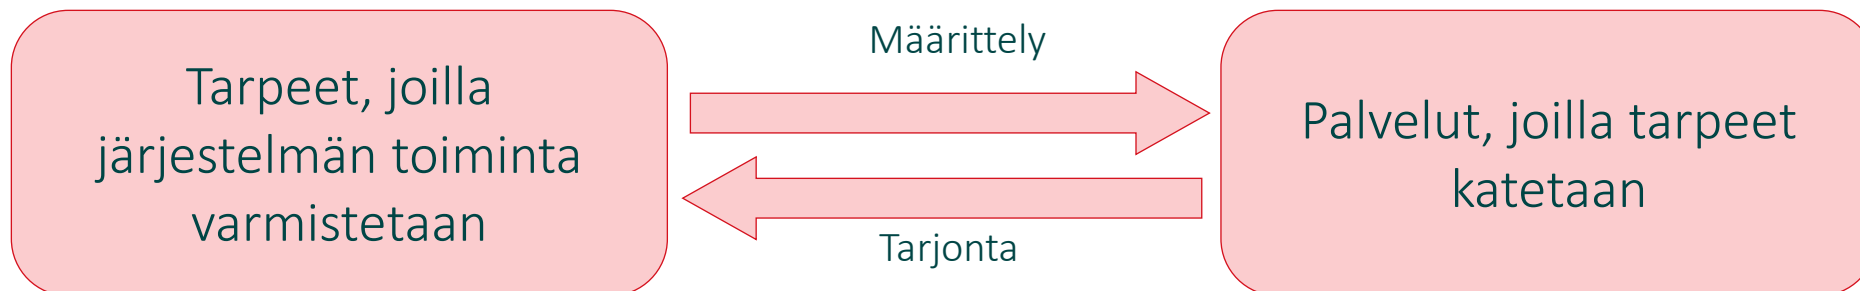 Tarpeet, joilla
järjestelmän toiminta
varmistetaan
Määrittely
Tarjonta
Palvelut, joilla tarpeet
katetaan